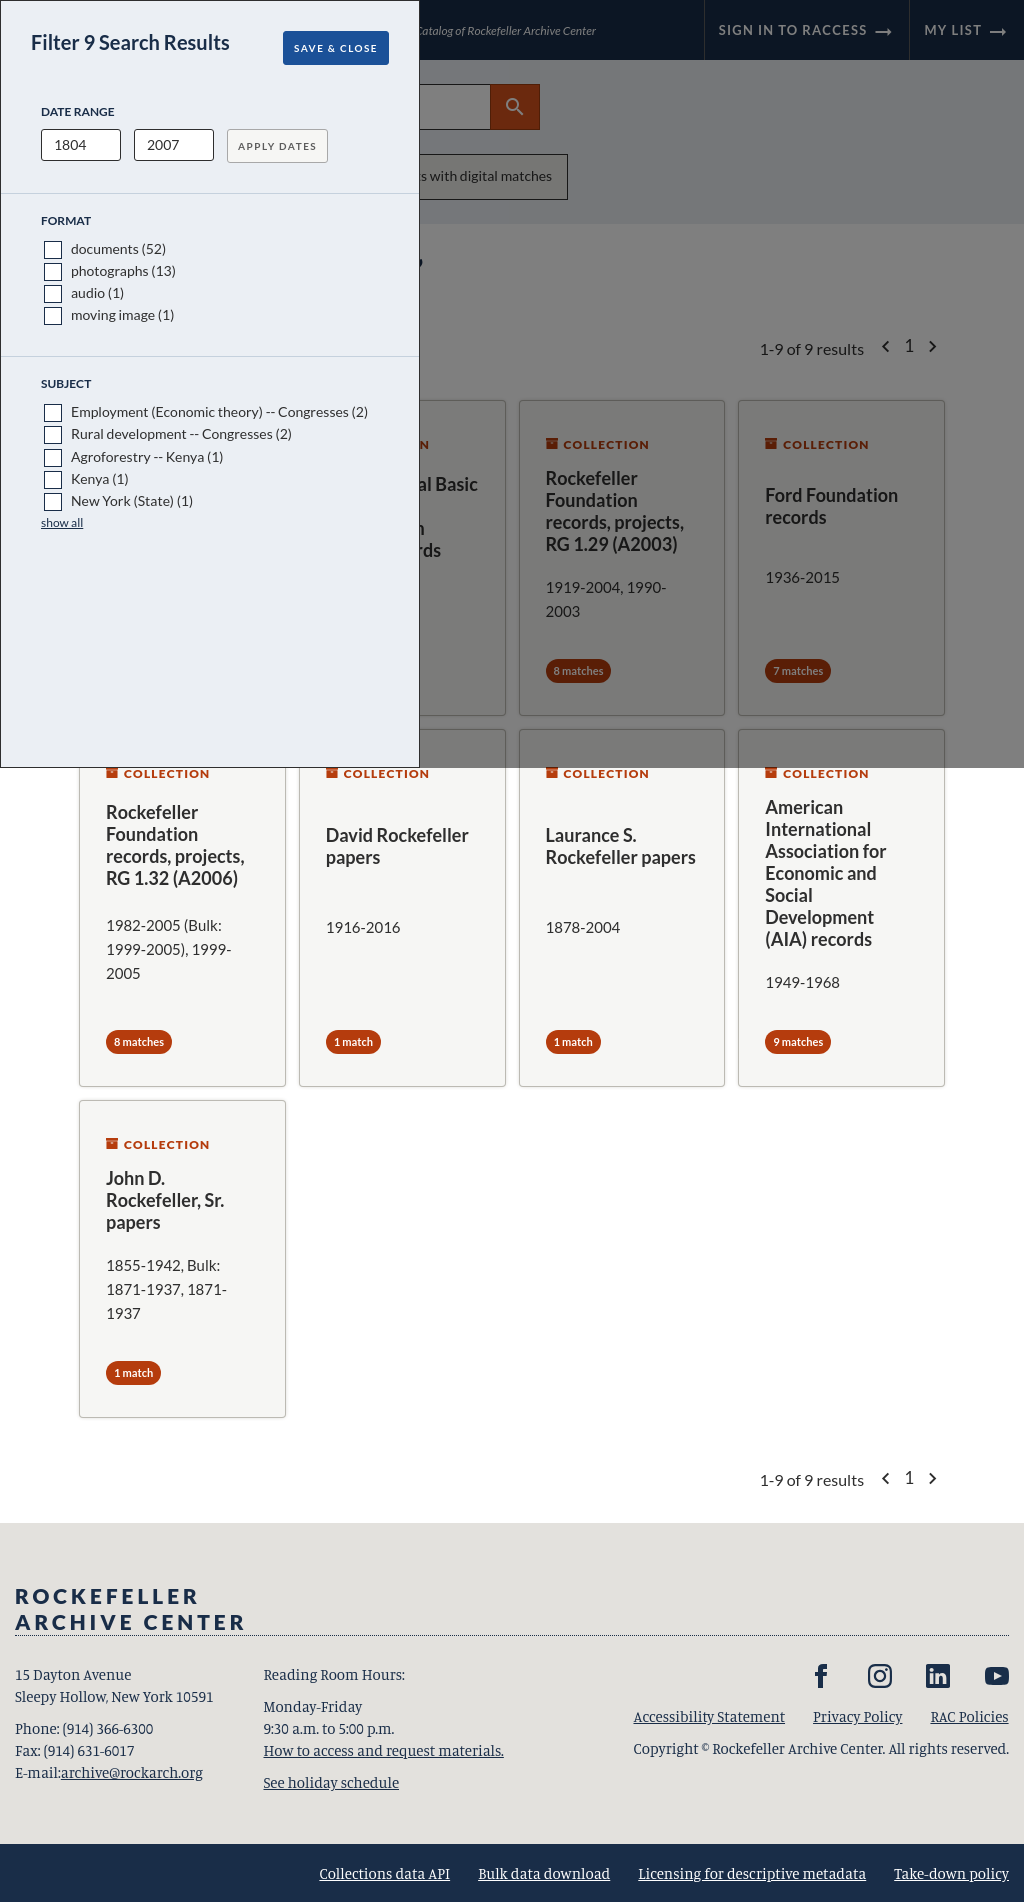 Filter 9 Search Results
SAVE & CLOSE
Catalog of Rockefeller Archive Center
SIGN IN TO RACCESS
MY LIST
DATE RANGE
1804
2007
APPLY DATES
with digital matches
FORMAT
documents (52)
photographs (13)
audio (1)
moving image (1)
1-9 of 9 results
1
SUBJECT
Employment (Economic theory) -- Congresses (2)
Rural development -- Congresses (2)
Agroforestry -- Kenya (1)
Kenya (1)
New York (State) (1)
show all
Basic
COLLECTION
Rockefeller
Foundation
records, projects,
RG 1.29 (A2003)
1919-2004, 1990-
2003
8 matches
COLLECTION
Ford Foundation
records
1936-2015
7 matches
COLLECTION
Rockefeller
Foundation
records, projects,
RG 1.32 (A2006)
1982-2005 (Bulk:
1999-2005), 1999-
2005
8 matches
COLLECTION
David Rockefeller
papers
1916-2016
1 match
COLLECTION
Laurance S.
Rockefeller papers
1878-2004
1 match
COLLECTION
American
International
Association for
Economic and
Social
Development
(AIA) records
1949-1968
9 matches
COLLECTION
John D.
Rockefeller, Sr.
papers
1855-1942, Bulk:
1871-1937, 1871-
1937
1 match
1-9 of 9 results
1
ROCKEFELLER
ARCHIVE CENTER
15 Dayton Avenue
Sleepy Hollow, New York 10591
Phone: (914) 366-6300
Fax: (914) 631-6017
E-mail:archive@rockarch.org
Reading Room Hours:
Monday-Friday
9:30 a.m. to 5:00 p.m.
How to access and request materials.
See holiday schedule
Accessibility Statement
Privacy Policy
RAC Policies
Copyright © Rockefeller Archive Center. All rights reserved.
Collections data API
Bulk data download
Licensing for descriptive metadata
Take-down policy